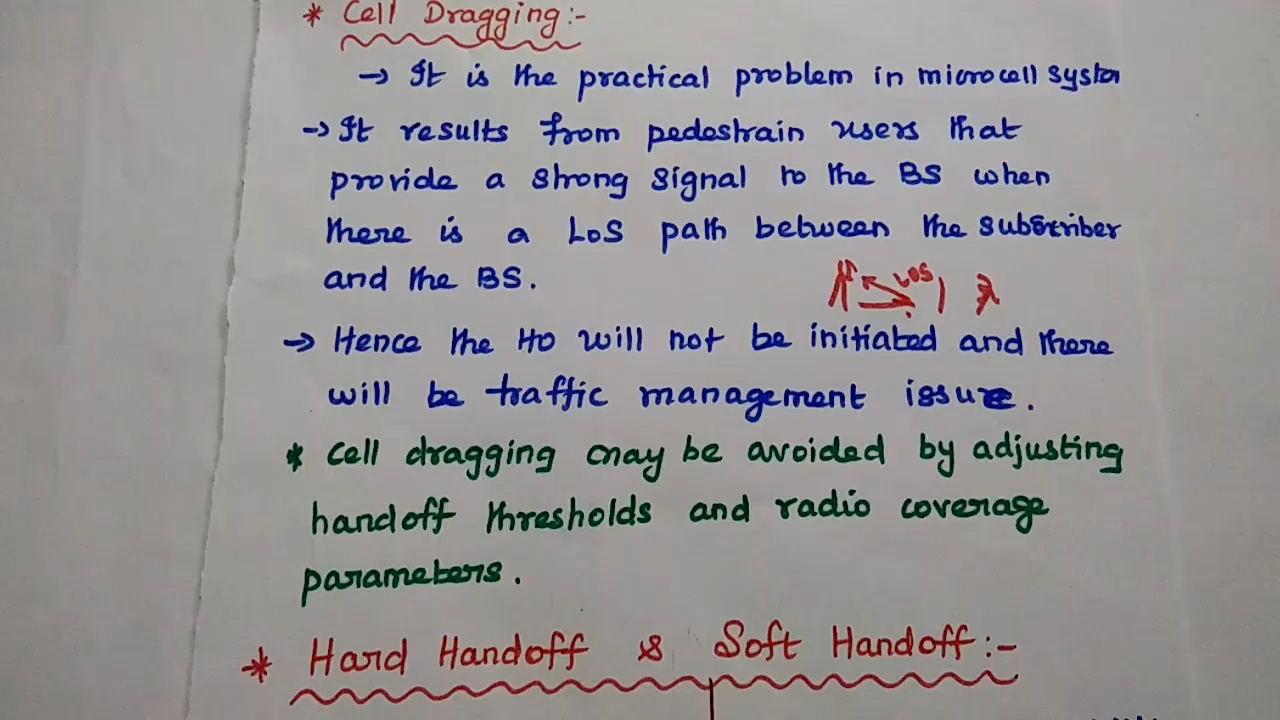 * Cell Dragging:-
→ It is the practical problem in microcell system
→ It results from pedestrain users that
provide a strong signal to the BS when
there is a LoS path between the subscriber
and the BS.
LOS
→ Hence the HO will not be initiated and there
will be traffic management issue.
* cell dragging may be avoided by adjusting
handoff thresholds and radio coverage
parameters.
* Hard Handoff & Soft Handoff:-